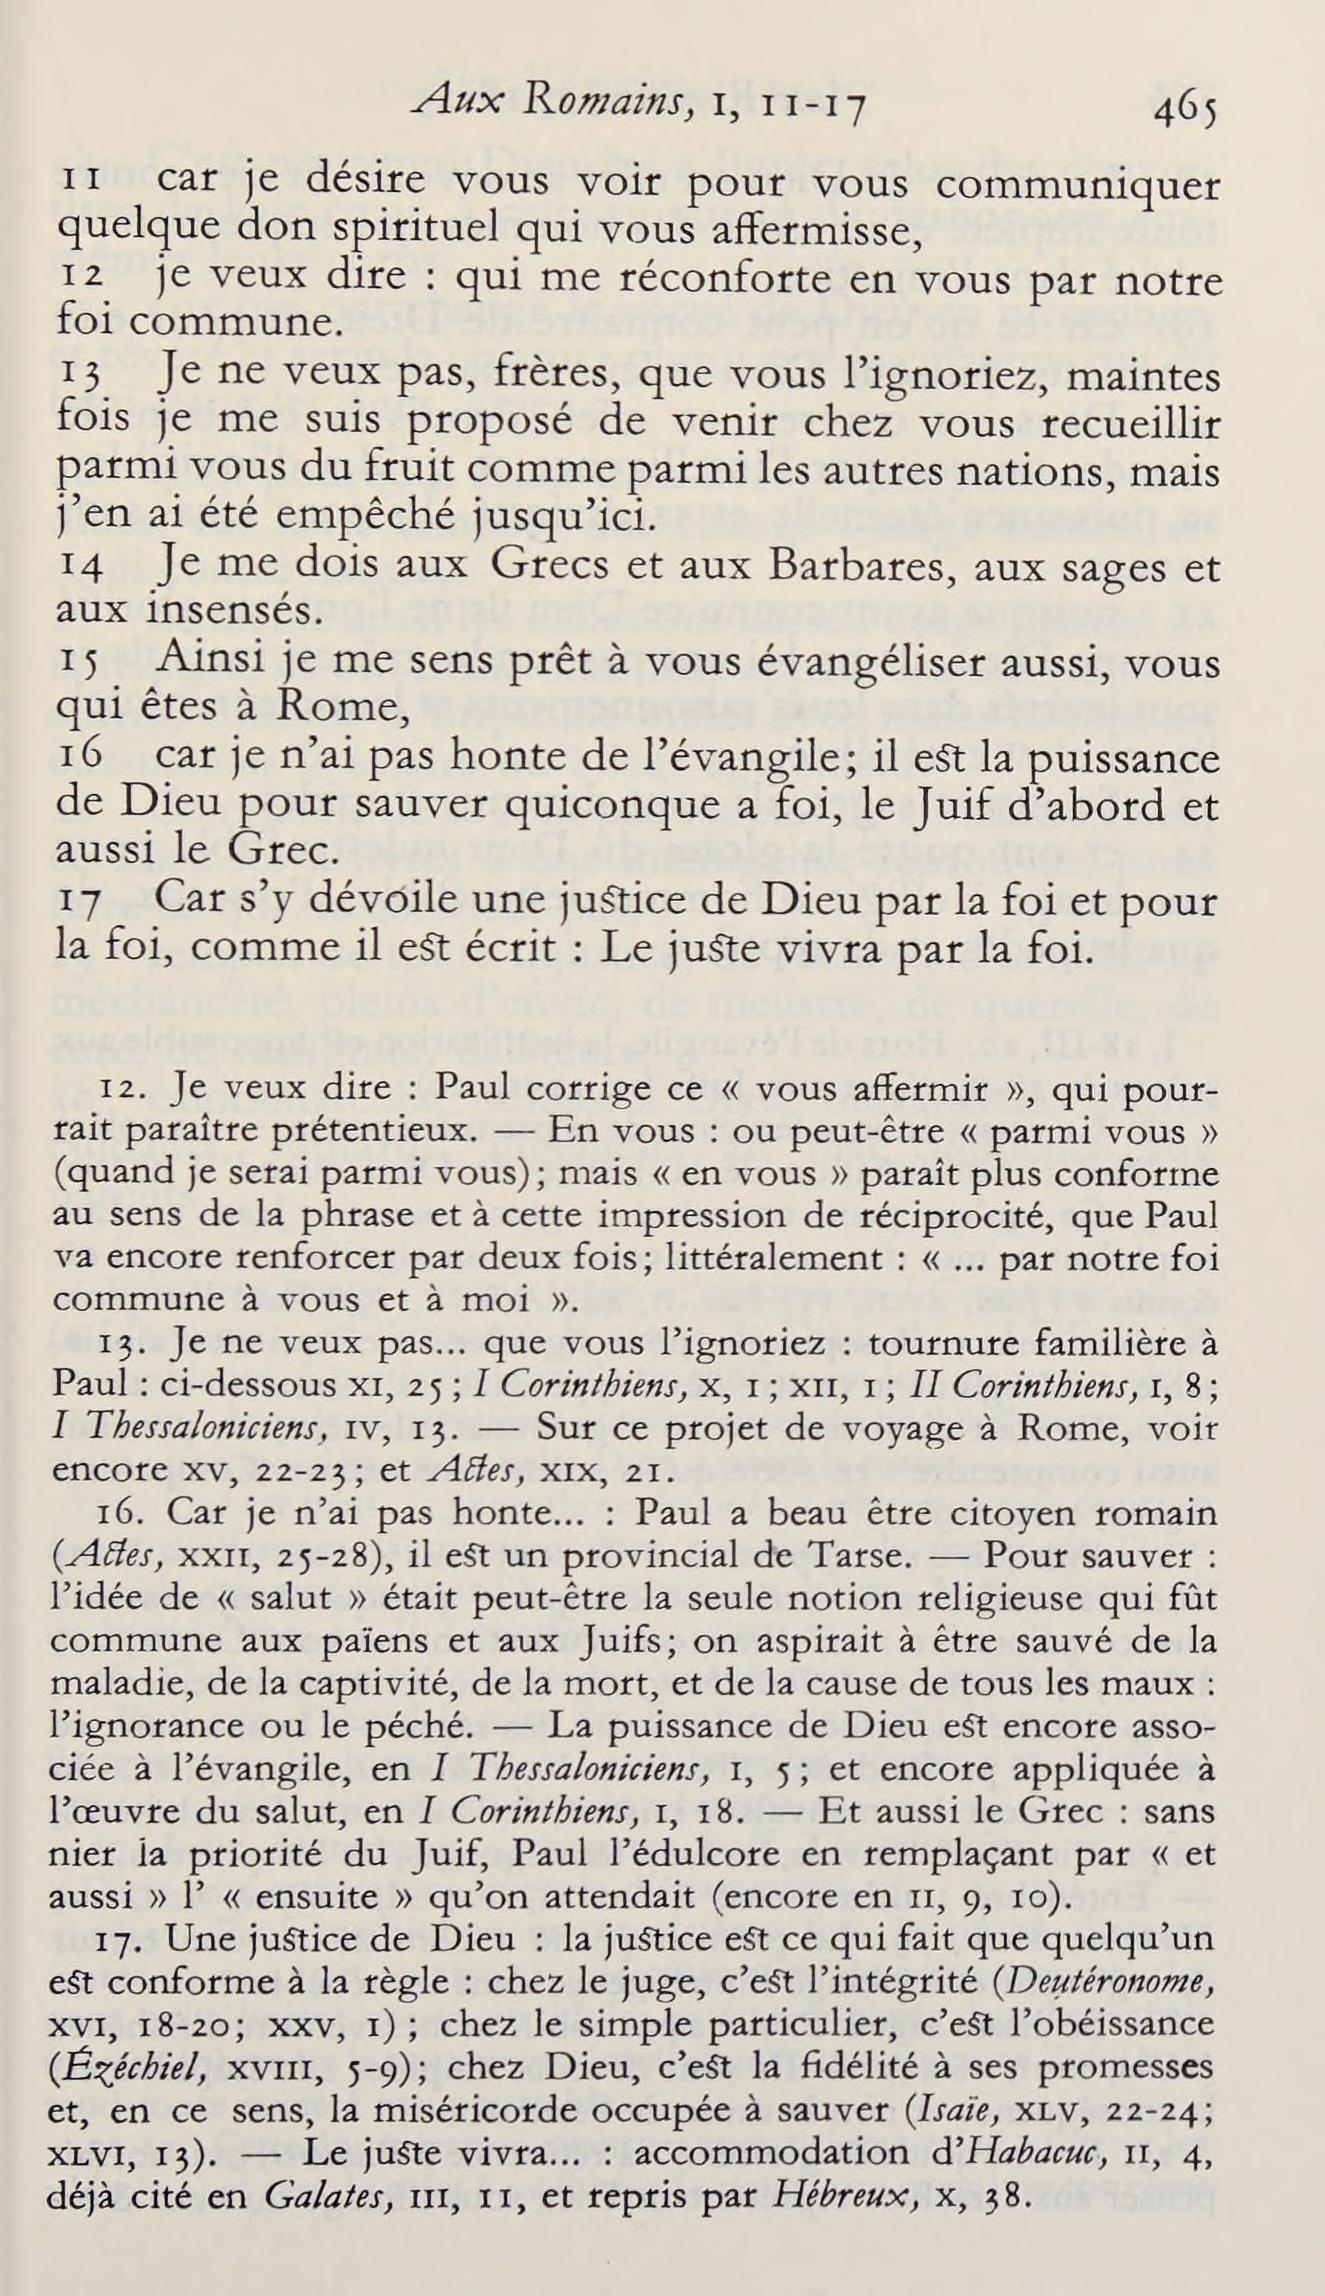 Aux Romains, I, 11-17 465
11 car je désire vous voir pour vous communiquer
quelque don spirituel qui vous affermisse,
12 je veux dire : qui me réconforte en vous par notre
foi commune.
13 Je ne veux pas, frères, que vous l’ignoriez, maintes
fois je me suis proposé de venir chez vous recueillir
parmi vous du fruit comme parmi les autres nations, mais
j’en ai été empêché jusqu’ici.
14 Je me dois aux Grecs et aux Barbares, aux sages et
aux insensés.
15 Ainsi je me sens prêt à vous évangéliser aussi, vous
qui êtes à Rome,
16 car je n’ai pas honte de l’évangile; il est la puissance
de Dieu pour sauver quiconque a foi, le Juif d’abord et
aussi le Grec.
17 Car s’y dévoile une justice de Dieu par la foi et pour
la foi, comme il est écrit : Le juste vivra par la foi.
12. Je veux dire : Paul corrige ce « vous affermir », qui pour-
rait paraître prétentieux. — En vous : ou peut-être « parmi vous »
(quand je serai parmi vous); mais « en vous » paraît plus conforme
au sens de la phrase et à cette impression de réciprocité, que Paul
va encore renforcer par deux fois; littéralement : « ... par notre foi
commune à vous et à moi ».
13. Je ne veux pas... que vous l’ignoriez : tournure familière à
Paul : ci-dessous XI, 25 ; I Corinthiens, X, 1 ; XII, 1 ; II Corinthiens, I, 8 ;
I Thessaloniciens, IV, 13. — Sur ce projet de voyage à Rome, voir
encore XV, 22-23 ; et Actes, XIX, 21.
16. Car je n’ai pas honte... : Paul a beau être citoyen romain
(Actes, XXII, 25-28), il est un provincial de Tarse. — Pour sauver :
l’idée de « salut » était peut-être la seule notion religieuse qui fût
commune aux païens et aux Juifs; on aspirait à être sauvé de la
maladie, de la captivité, de la mort, et de la cause de tous les maux :
l’ignorance ou le péché. — La puissance de Dieu est encore asso-
ciée à l’évangile, en I Thessaloniciens, I, 5 ; et encore appliquée à
l’œuvre du salut, en I Corinthiens, I, 18. — Et aussi le Grec : sans
nier la priorité du Juif, Paul l’édulcore en remplaçant par « et
aussi » l’ « ensuite » qu’on attendait (encore en II, 9, 10).
17. Une justice de Dieu : la justice est ce qui fait que quelqu’un
est conforme à la règle : chez le juge, c’est l’intégrité (Deutéronome,
XVI, 18-20; XXV, 1) ; chez le simple particulier, c’est l’obéissance
(Ézéchiel, XVIII, 5-9); chez Dieu, c’est la fidélité à ses promesses
et, en ce sens, la miséricorde occupée à sauver (Isaïe, XLV, 22-24;
XLVI, 13). — Le juste vivra... : accommodation d’Habacuc, II, 4,
déjà cité en Galates, III, 11, et repris par Hébreux, X, 38.